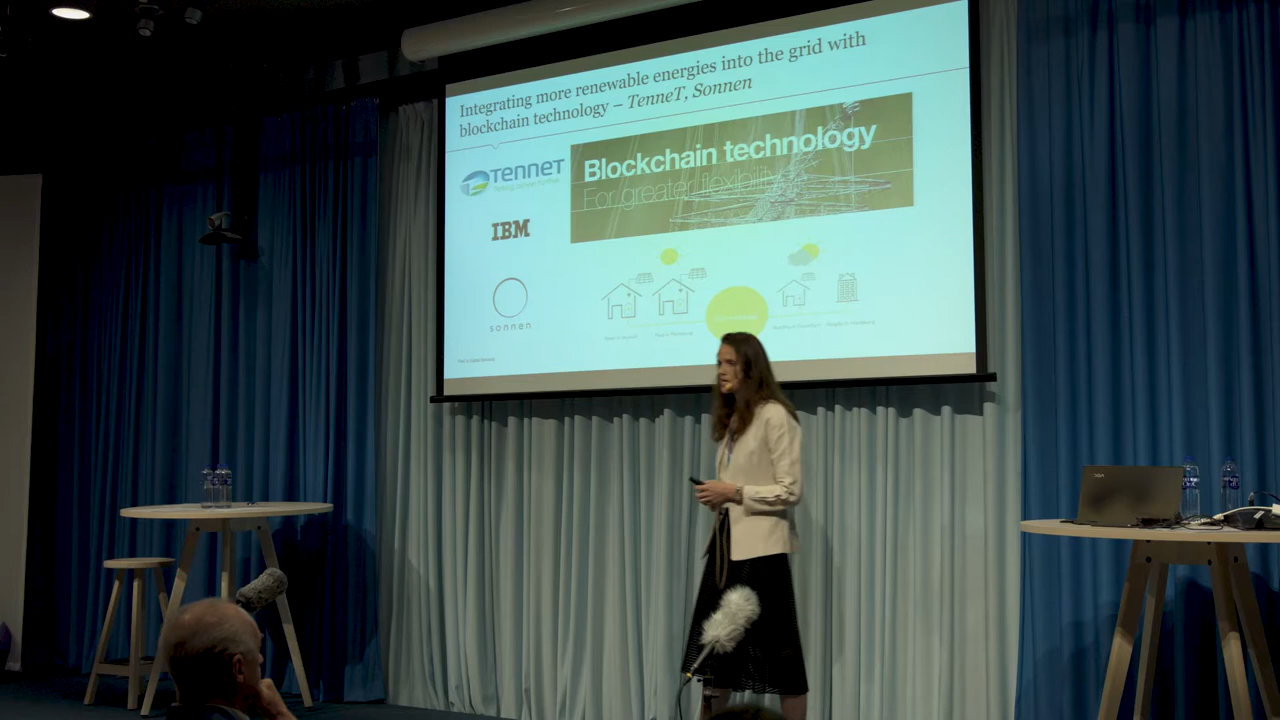 Integrating more renewable energies into the grid with
blockchain technology – TenneT, Sonnen
TENNET
Blockchain technology
For greater flexibility
IBM
sonnen